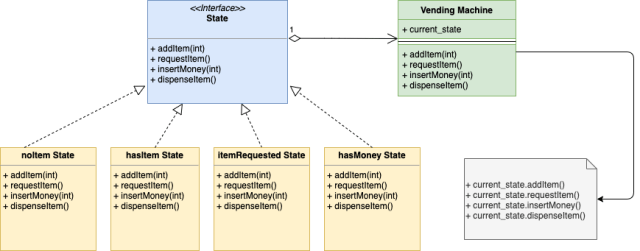 <<Interface>>
State
+ addItem(int)
+ requestItem()
+ insertMoney(int)
+ dispenseItem()
1
Vending Machine
+ current_state
+ addItem(int)
+ requestItem()
+ insertMoney(int)
+ dispenseItem()
noItem State
+ addItem(int)
+ requestItem()
+ insertMoney(int)
+ dispenseItem()
hasItem State
+ addItem(int)
+ requestItem()
+ insertMoney(int)
+ dispenseItem()
itemRequested State
+ addItem(int)
+ requestItem()
+ insertMoney(int)
+ dispenseItem()
hasMoney State
+ addItem(int)
+ requestItem()
+ insertMoney(int)
+ dispenseItem()
+ current_state.addItem()
+ current_state.requestItem()
+ current_state.insertMoney()
+ current_state.dispenseItem()